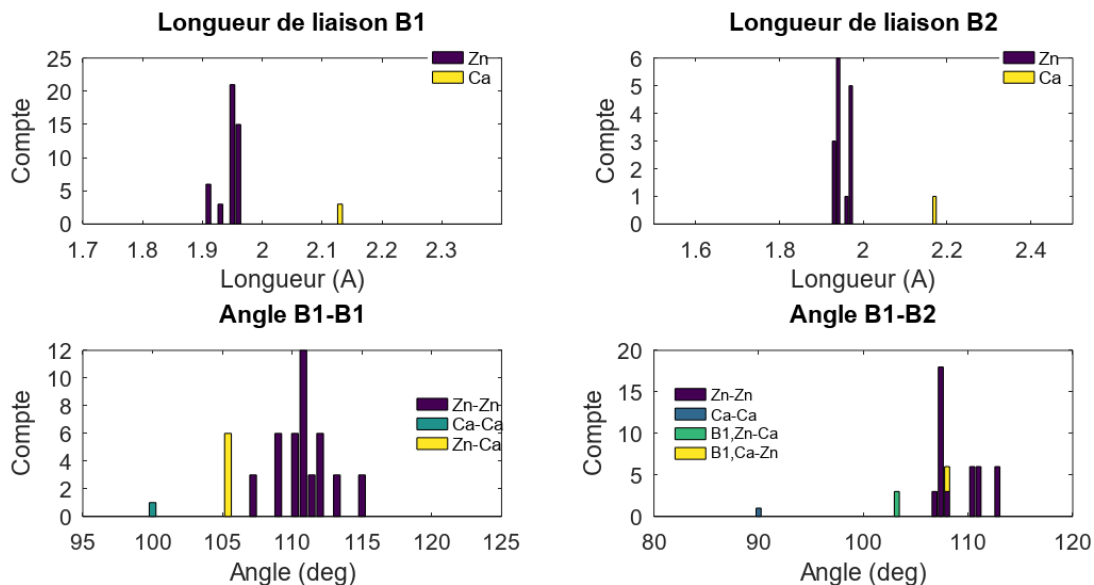 Longueur de liaison B1
25
20
15
10
5
0
Compte
Zn
Ca
1.7 1.8 1.9 2 2.1 2.2 2.3
Longueur (A)
Longueur de liaison B2
6
5
4
3
2
1
0
Compte
Zn
Ca
1.6 1.8 2 2.2 2.4
Longueur (A)
Angle B1-B1
12
10
8
6
4
2
0
Compte
Zn-Zn
Ca-Ca
Zn-Ca
95 100 105 110 115 120 125
Angle (deg)
Angle B1-B2
20
15
10
5
0
Compte
Zn-Zn
Ca-Ca
B1,Zn-Ca
B1,Ca-Zn
80 100 110 120
Angle (deg)